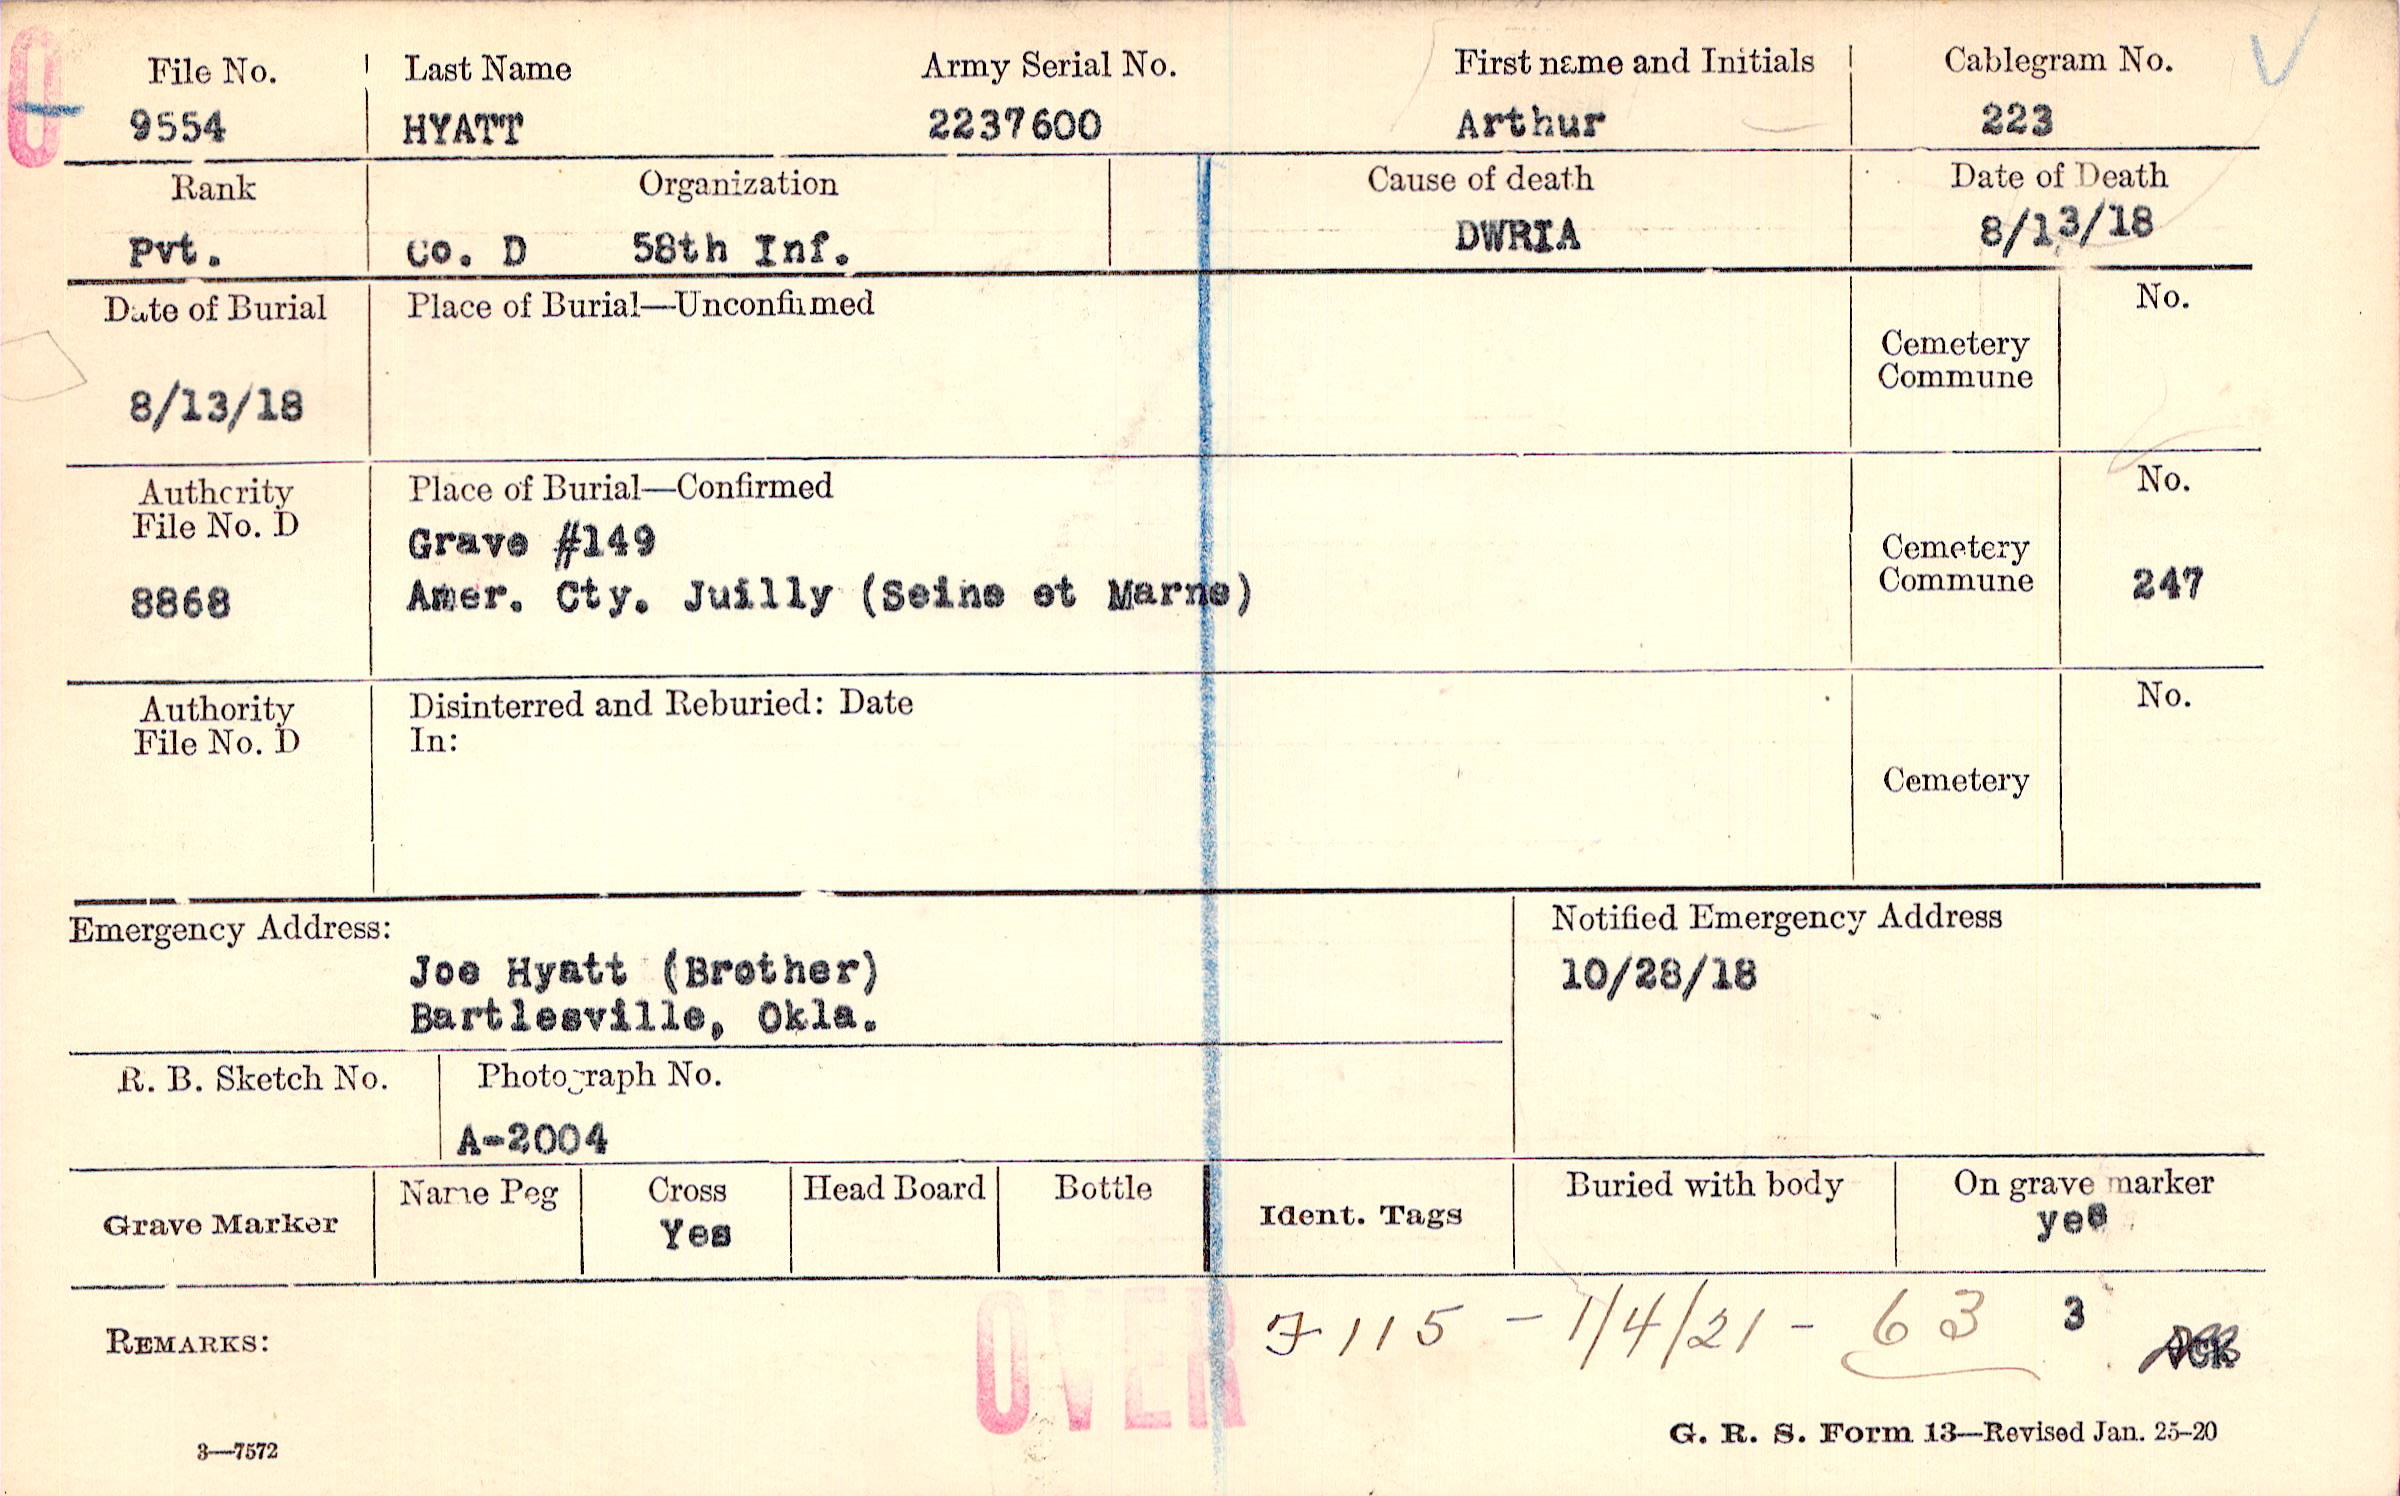 File No. Last Name Army Serial No. First name and Initials Cablegram No.
9554 HYATT 2237600 Arthur 223
Rank Organization Cause of death Date of Death
Pvt. Co. D 58th Inf. DWRIA 8/13/18
Date of Burial Place of Burial—Unconfirmed No.
Cemetery
Commune
8/13/18
Authority Place of Burial—Confirmed No.
File No. D Grave #149 Cemetery
8868 Amer. Cty. Juilly (Seine et Marne) Commune 247
Authority Disinterred and Reburied: Date No.
File No. D In:
Cemetery
Emergency Address: Notified Emergency Address
Joe Hyatt (Brother) 10/28/18
Bartlesville, Okla.
R. B. Sketch No. Photograph No.
A-2004
Grave Marker Name Peg Cross Head Board Bottle Ident. Tags Buried with body On grave marker
Yes yes
REMARKS: OVER 115 - 1/4/21 - 63 3
3—7572 G. R. S. Form 13—Revised Jan. 25-20